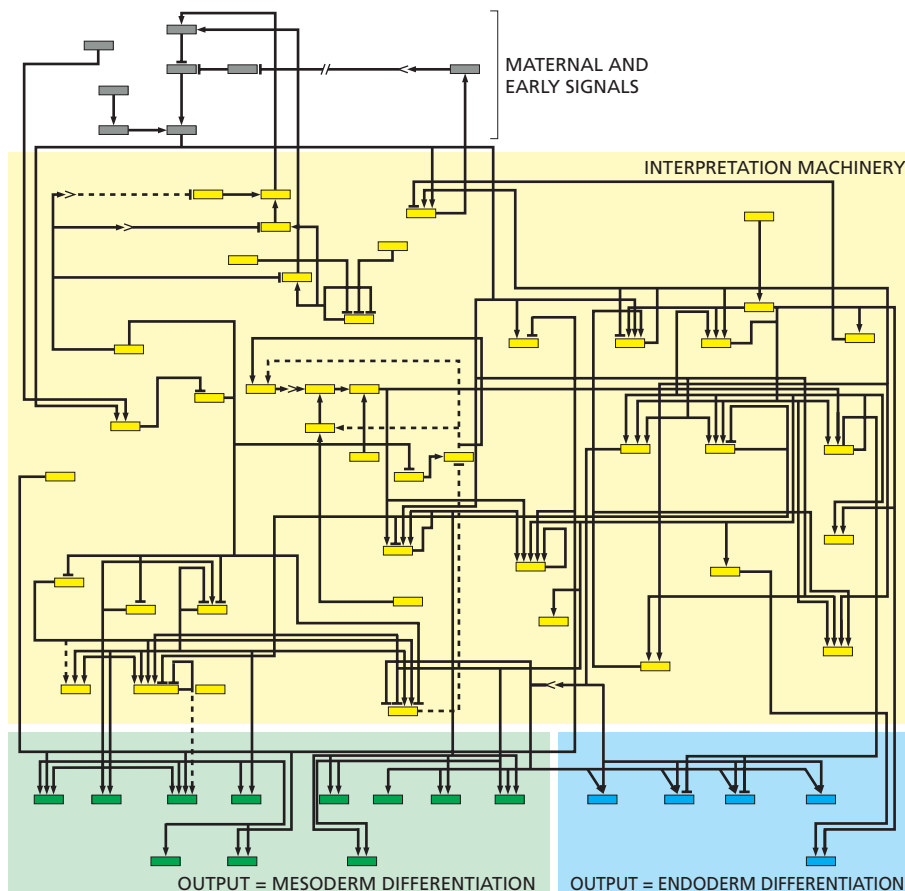 MATERNAL AND
EARLY SIGNALS
INTERPRETATION MACHINERY
OUTPUT = MESODERM DIFFERENTIATION
OUTPUT = ENDODERM DIFFERENTIATION